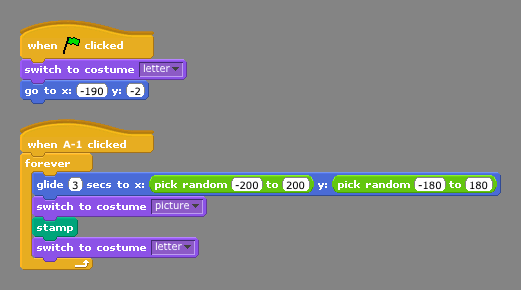 when clicked
switch to costume letter
go to x: -190 y: -2
when A-1 clicked
forever
glide 3 secs to x: pick random -200 to 200 y: pick random -180 to 180
switch to costume picture
stamp
switch to costume letter